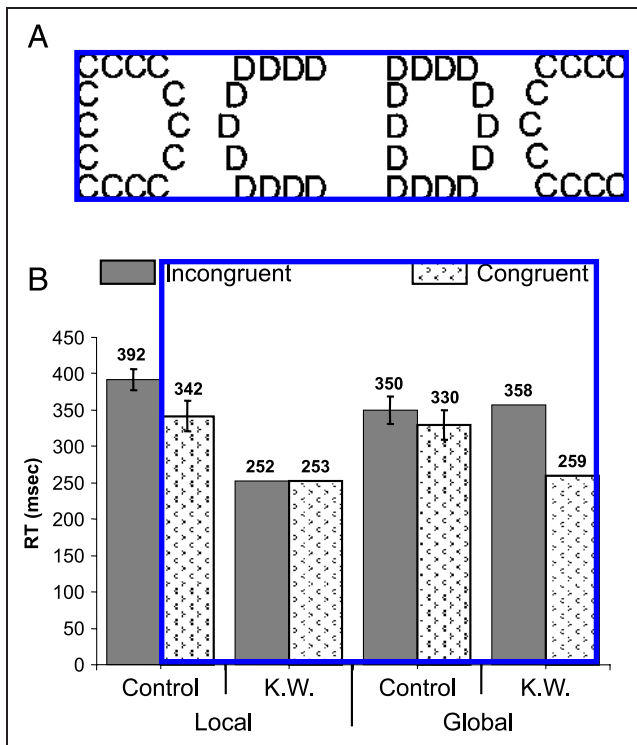 A
CCCC DDDD DDDD CCCC
C C D D D C
C C D D D C
C C D D D C
CCCC DDDD DDDD CCCC
B
Incongruent Congruent
450
400
350
300
250
200
150
100
50
0
RT (msec)
392 342 252 253 350 330 358 259
Control K.W. Control K.W.
Local Global